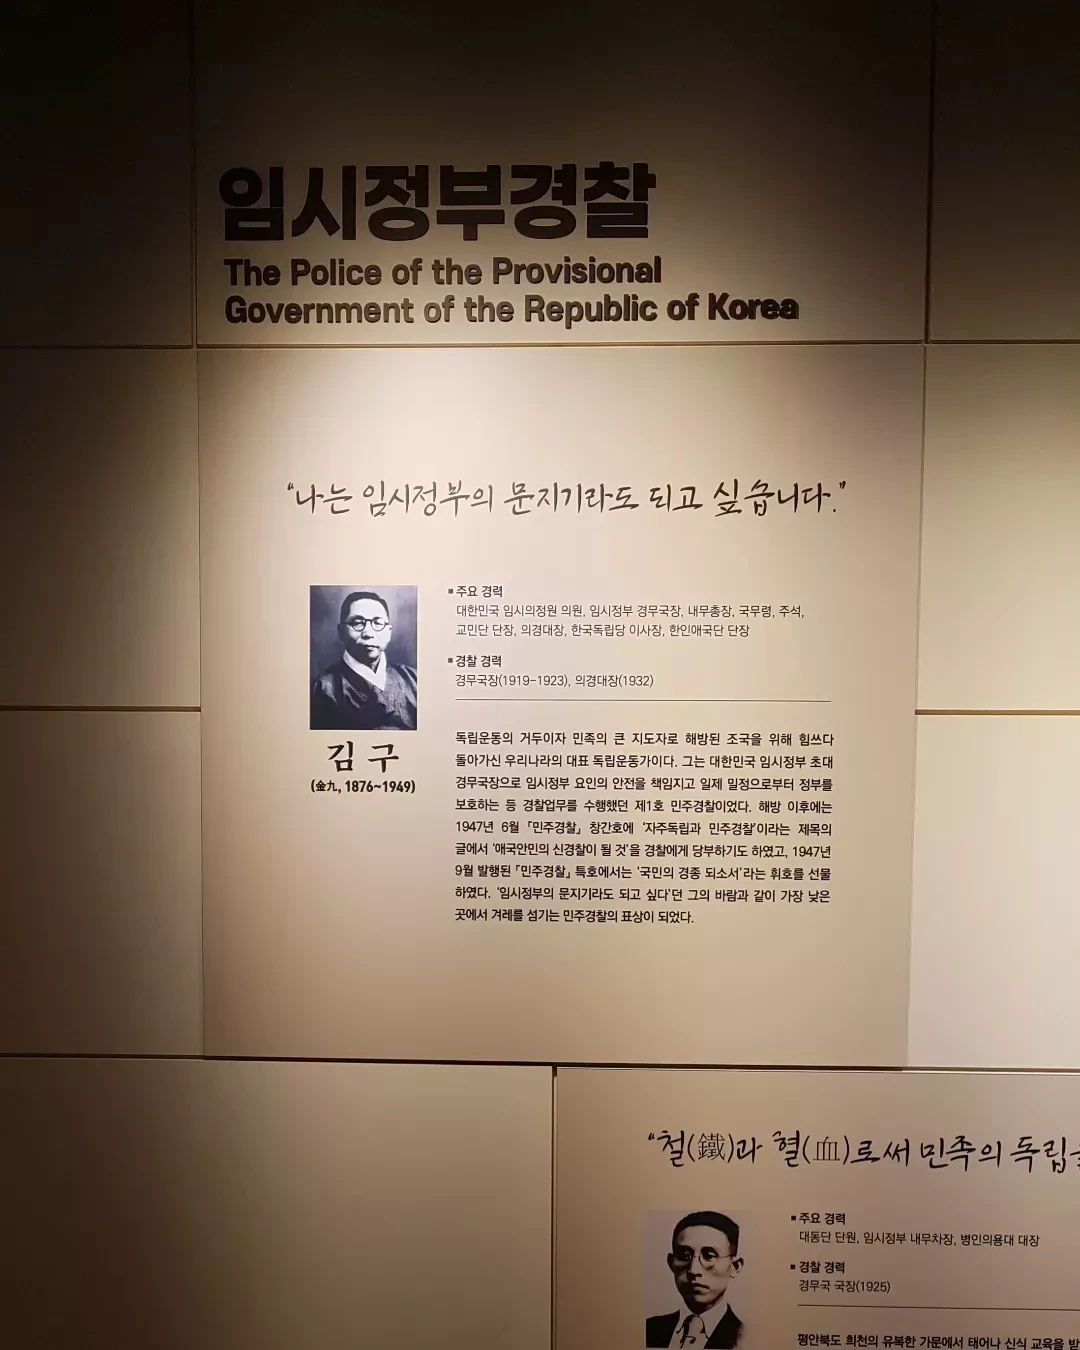 임시정부경찰
The Police of the Provisional
Government of the Republic of Korea
“나는 임시정부의 문지기라도 되고 싶습니다.”
■ 주요 경력
대한민국 임시의정원 의원, 임시정부 경무국장, 내무총장, 국무령, 주석,
교민단 단장, 의경대장, 한국독립당 이사장, 한인애국단 단장
■ 경찰 경력
경무국장(1919-1923), 의경대장(1932)
김구
(金九, 1876~1949)
독립운동의 거두이자 민족의 큰 지도자로 해방된 조국을 위해 힘쓰다
돌아가신 우리나라의 대표 독립운동가이다. 그는 대한민국 임시정부 초대
경무국장으로 임시정부 요인의 안전을 책임지고 일제 밀정으로부터 정부를
보호하는 등 경찰업무를 수행했던 제1호 민주경찰이었다. 해방 이후에는
1947년 6월 「민주경찰」 창간호에 ‘자주독립과 민주경찰’이라는 제목의
글에서 ‘애국안민의 신경찰이 될 것’을 경찰에게 당부하기도 하였고, 1947년
9월 발행된 「민주경찰」 특호에서는 ‘국민의 경종 되소서’라는 휘호를 선물
하였다. ‘임시정부의 문지기라도 되고 싶다’던 그의 바람과 같이 가장 낮은
곳에서 겨레를 섬기는 민주경찰의 표상이 되었다.
“철(鐵)과 혈(血)로써 민족의 독립을
■ 주요 경력
대동단 단원, 임시정부 내무차장, 병인의용대 대장
■ 경찰 경력
경무국 국장(1925)
평안북도 희천의 유복한 가문에서 태어나 신식 교육을 받